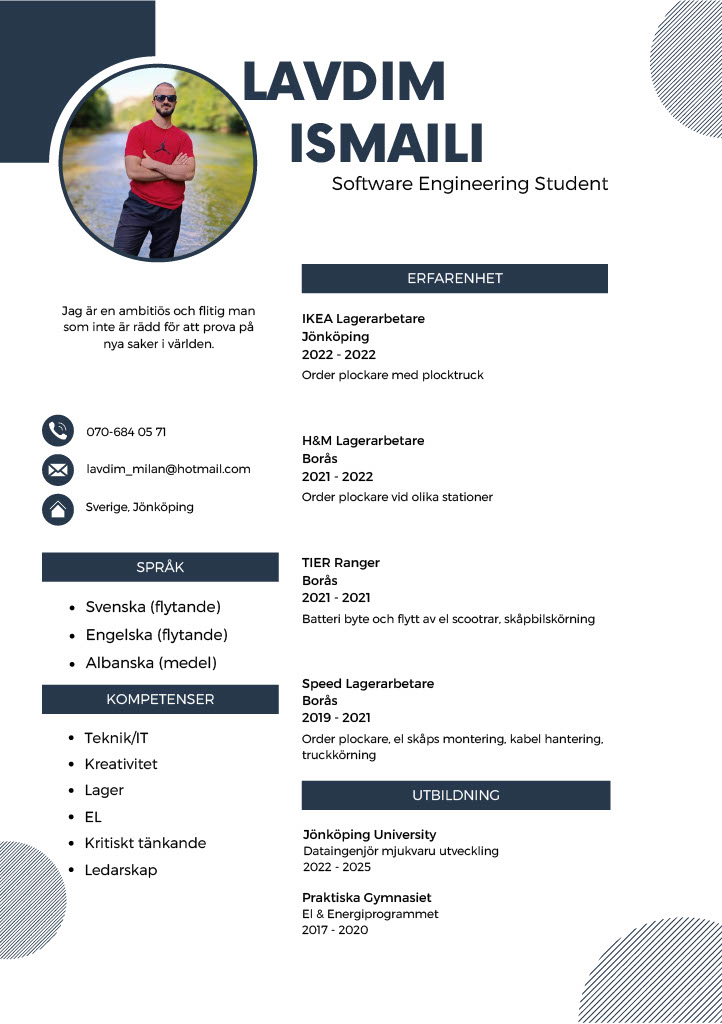 LAVDIM
ISMAILI
Software Engineering Student
Jag är en ambitiös och flitig man
som inte är rädd för att prova på
nya saker i världen.
070-684 05 71
lavdim_milan@hotmail.com
Sverige, Jönköping
SPRÅK
• Svenska (flytande)
• Engelska (flytande)
• Albanska (medel)
KOMPETENSER
• Teknik/IT
• Kreativitet
• Lager
• EL
• Kritiskt tänkande
• Ledarskap
ERFARENHET
IKEA Lagerarbetare
Jönköping
2022 - 2022
Order plockare med plocktruck
H&M Lagerarbetare
Borås
2021 - 2022
Order plockare vid olika stationer
TIER Ranger
Borås
2021 - 2021
Batteri byte och flytt av el scootrar, skåpbilskörning
Speed Lagerarbetare
Borås
2019 - 2021
Order plockare, el skåps montering, kabel hantering,
truckkörning
UTBILDNING
Jönköping University
Dataingenjör mjukvaru utveckling
2022 - 2025
Praktiska Gymnasiet
El & Energiprogrammet
2017 - 2020